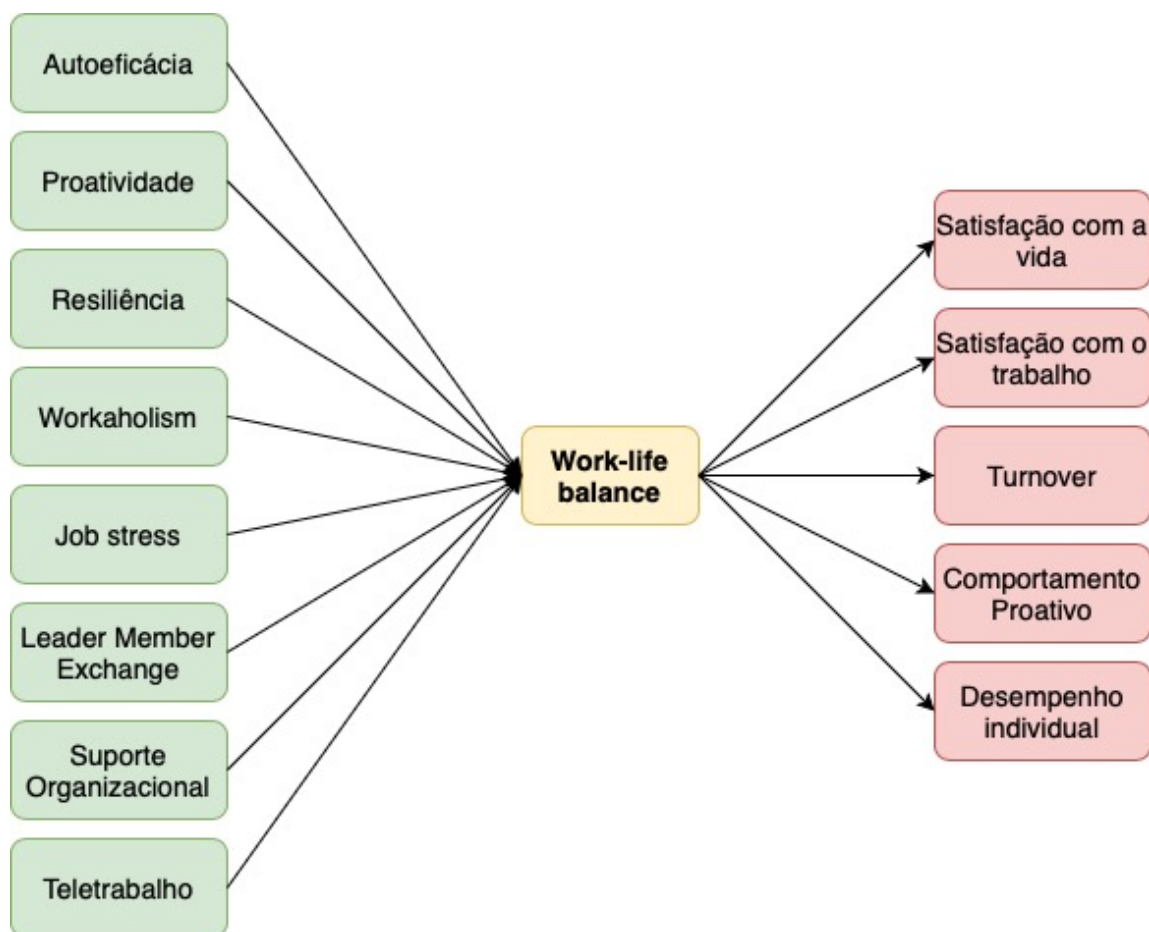 Autoeficácia
Proatividade
Resiliência
Workaholism
Job stress
Leader Member
Exchange
Suporte
Organizacional
Teletrabalho
Work-life
balance
Satisfação com a
vida
Satisfação com o
trabalho
Turnover
Comportamento
Proativo
Desempenho
individual